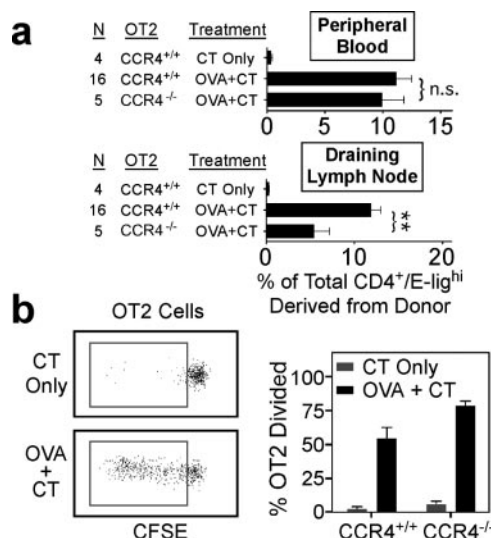 a
N OT2 Treatment
Peripheral
Blood
4 CCR4+/+ CT Only
16 CCR4+/+ OVA+CT
5 CCR4-/- OVA+CT
n.s.
0 5 10 15
N OT2 Treatment
Draining
Lymph Node
4 CCR4+/+ CT Only
16 CCR4+/+ OVA+CT
5 CCR4-/- OVA+CT
**
0 10 20
% of Total CD4+/E-lighi
Derived from Donor
b
OT2 Cells
CT
Only
OVA
+
CT
CFSE
CT Only
OVA + CT
% OT2 Divided
100
75
50
25
0
CCR4+/+ CCR4-/-